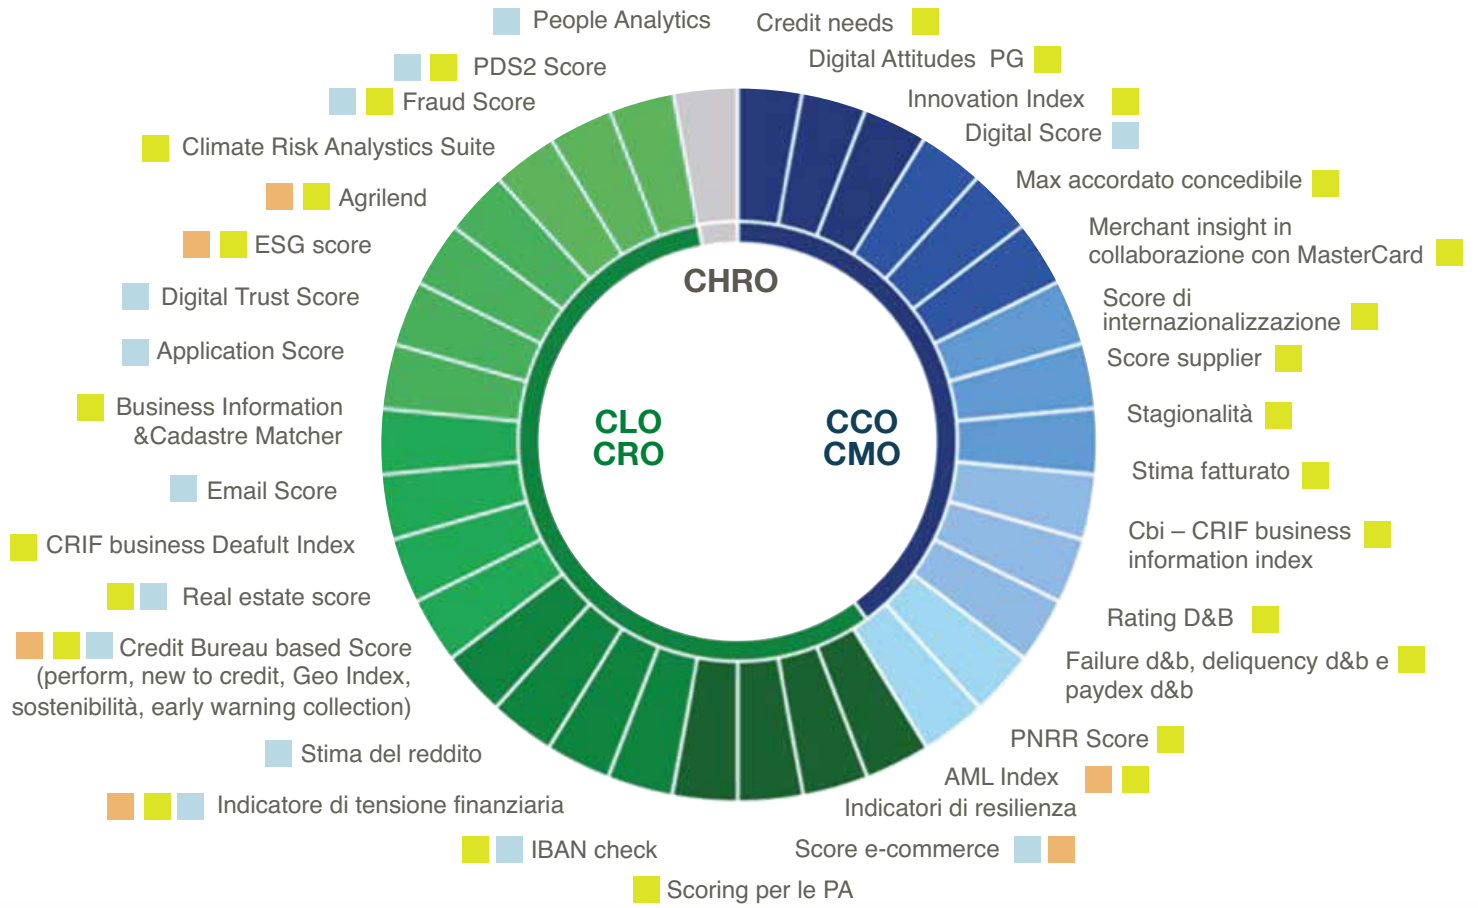 People Analytics
Credit needs
Digital Attitudes PG
Innovation Index
Digital Score
Max accordato concedibile
Merchant insight in
collaborazione con MasterCard
Score di
internazionalizzazione
Score supplier
Stagionalità
Stima fatturato
Cbi – CRIF business
information index
Rating D&B
Failure d&b, deliquency d&b e
paydex d&b
PNRR Score
AML Index
Indicatori di resilienza
Score e-commerce
Scoring per le PA
IBAN check
Indicatore di tensione finanziaria
Stima del reddito
Credit Bureau based Score
(perform, new to credit, Geo Index,
sostenibilità, early warning collection)
Real estate score
CRIF business Deafult Index
Email Score
Business Information
&Cadastre Matcher
Application Score
Digital Trust Score
ESG score
Agrilend
Climate Risk Analystics Suite
Fraud Score
PDS2 Score
CHRO
CLO
CRO
CCO
CMO